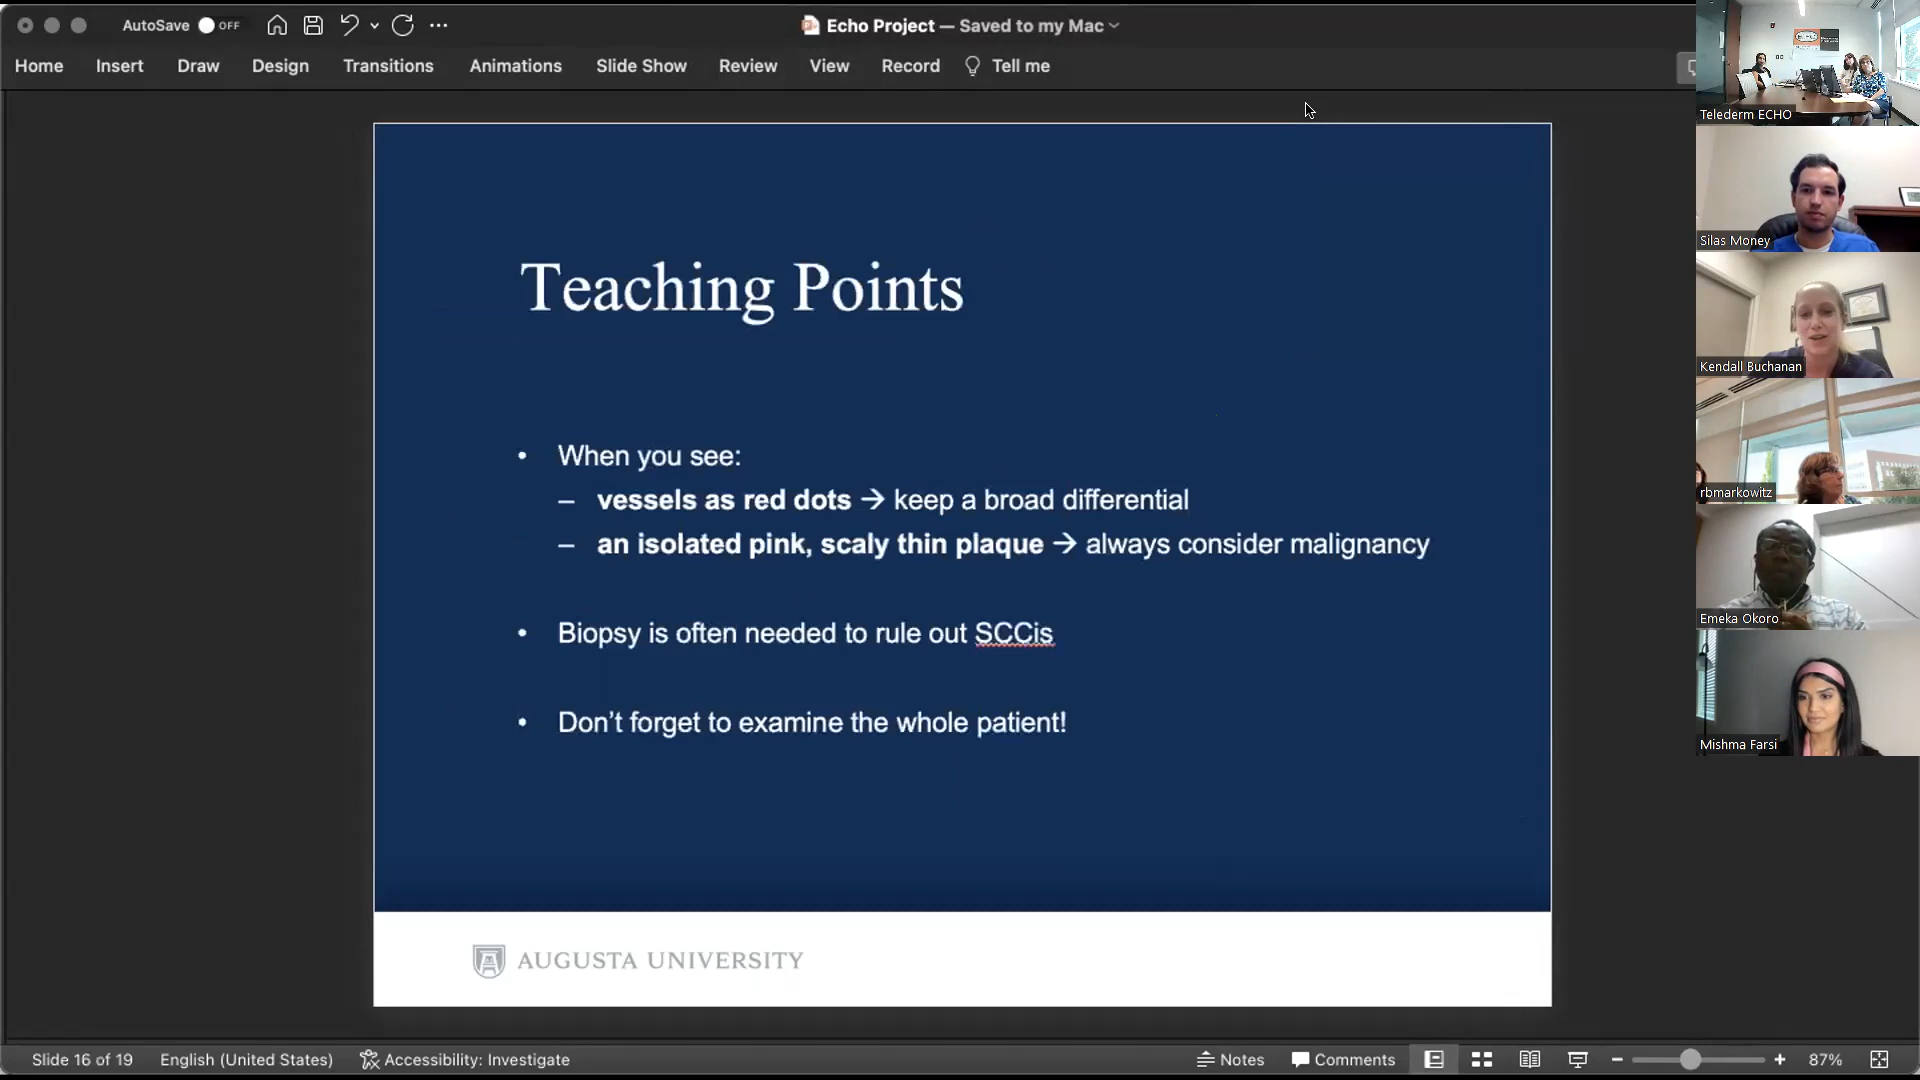 AutoSave OFF
Echo Project — Saved to my Mac
Home Insert Draw Design Transitions Animations Slide Show Review View Record Tell me
Teaching Points
• When you see:
– vessels as red dots → keep a broad differential
– an isolated pink, scaly thin plaque → always consider malignancy
• Biopsy is often needed to rule out SCCis
• Don't forget to examine the whole patient!
AUGUSTA UNIVERSITY
Slide 16 of 19 English (United States) Accessibility: Investigate Notes Comments 87%
Telederm ECHO
Silas Money
Kendall Buchanan
rbmarkowitz
Emeka Okoro
Mishma Farsi